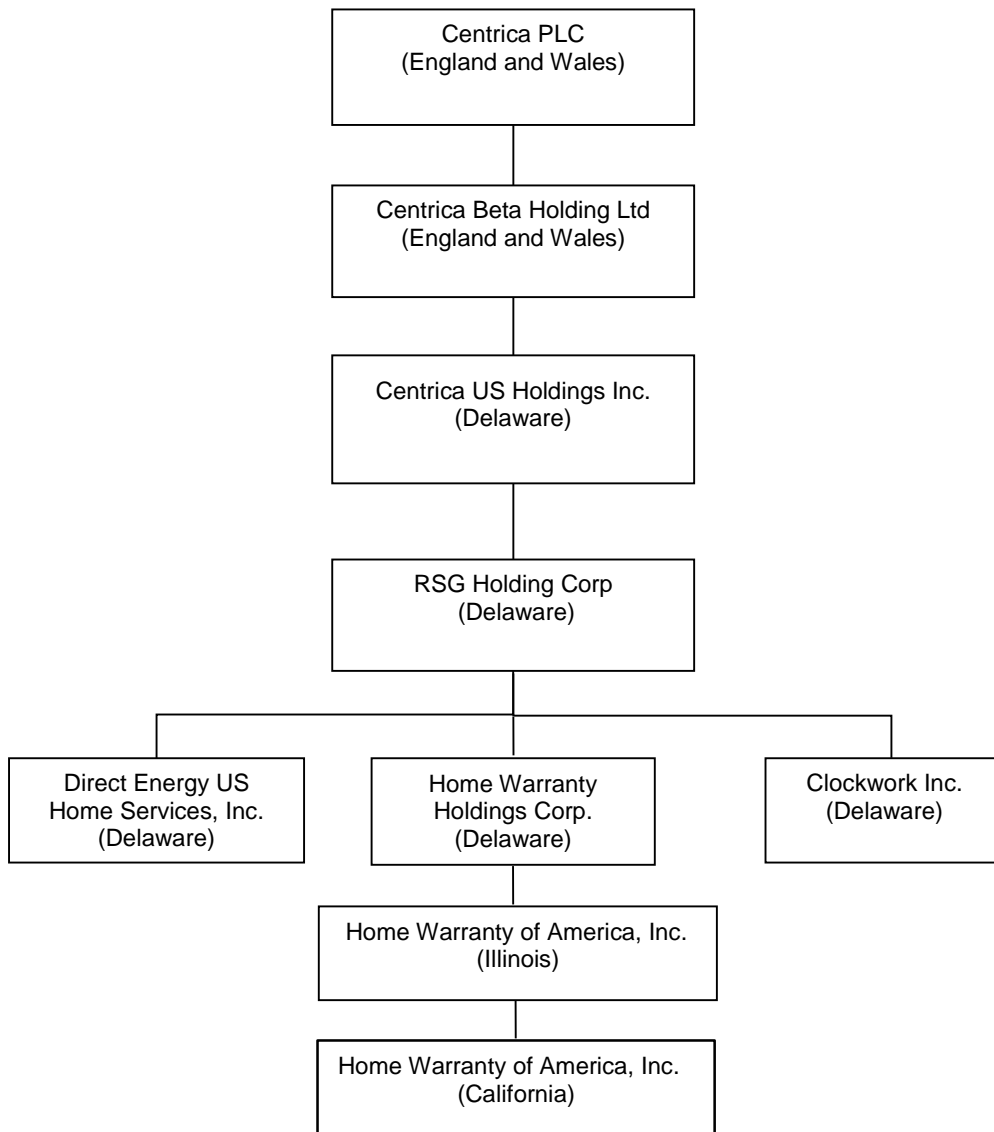 Centrica PLC
(England and Wales)
Centrica Beta Holding Ltd
(England and Wales)
Centrica US Holdings Inc.
(Delaware)
RSG Holding Corp
(Delaware)
Direct Energy US
Home Services, Inc.
(Delaware)
Home Warranty
Holdings Corp.
(Delaware)
Clockwork Inc.
(Delaware)
Home Warranty of America, Inc.
(Illinois)
Home Warranty of America, Inc.
(California)